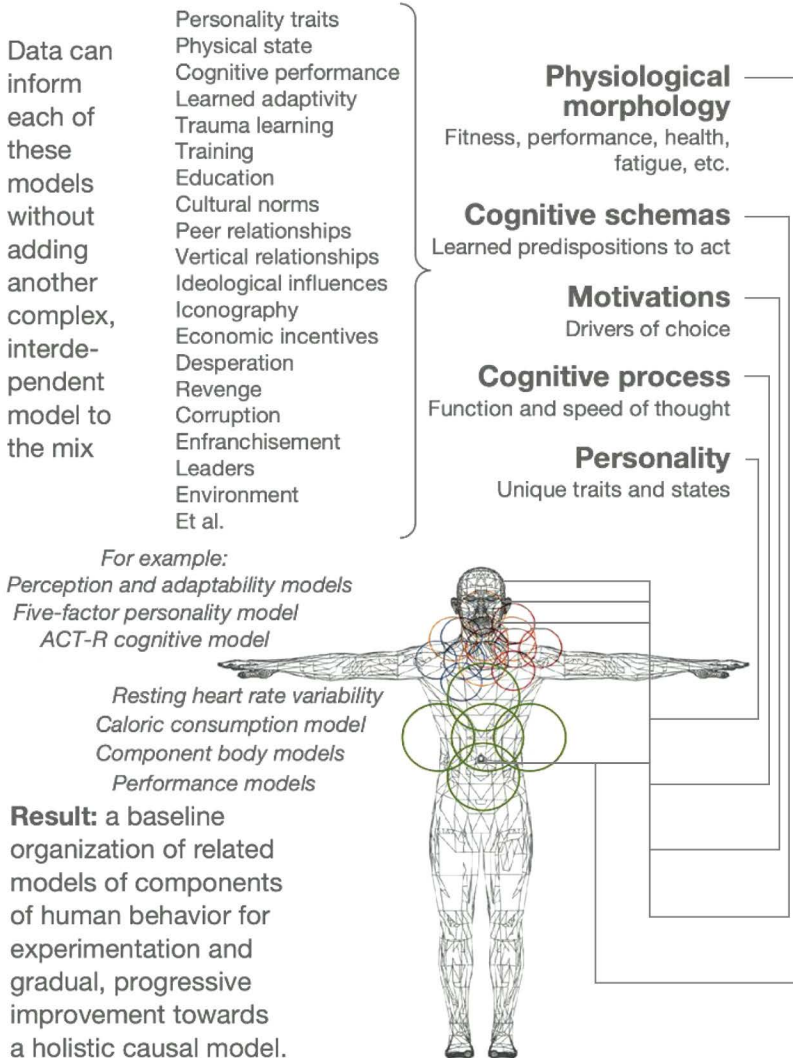 Data can
inform
each of
these
models
without
adding
another
complex,
interde-
pendent
model to
the mix
Personality traits
Physical state
Cognitive performance
Learned adaptivity
Trauma learning
Training
Education
Cultural norms
Peer relationships
Vertical relationships
Ideological influences
Iconography
Economic incentives
Desperation
Revenge
Corruption
Enfranchisement
Leaders
Environment
Et al.
Physiological
morphology
Fitness, performance, health,
fatigue, etc.
Cognitive schemas
Learned predispositions to act
Motivations
Drivers of choice
Cognitive process
Function and speed of thought
Personality
Unique traits and states
For example:
Perception and adaptability models
Five-factor personality model
ACT-R cognitive model
Resting heart rate variability
Caloric consumption model
Component body models
Performance models
Result: a baseline
organization of related
models of components
of human behavior for
experimentation and
gradual, progressive
improvement towards
a holistic causal model.